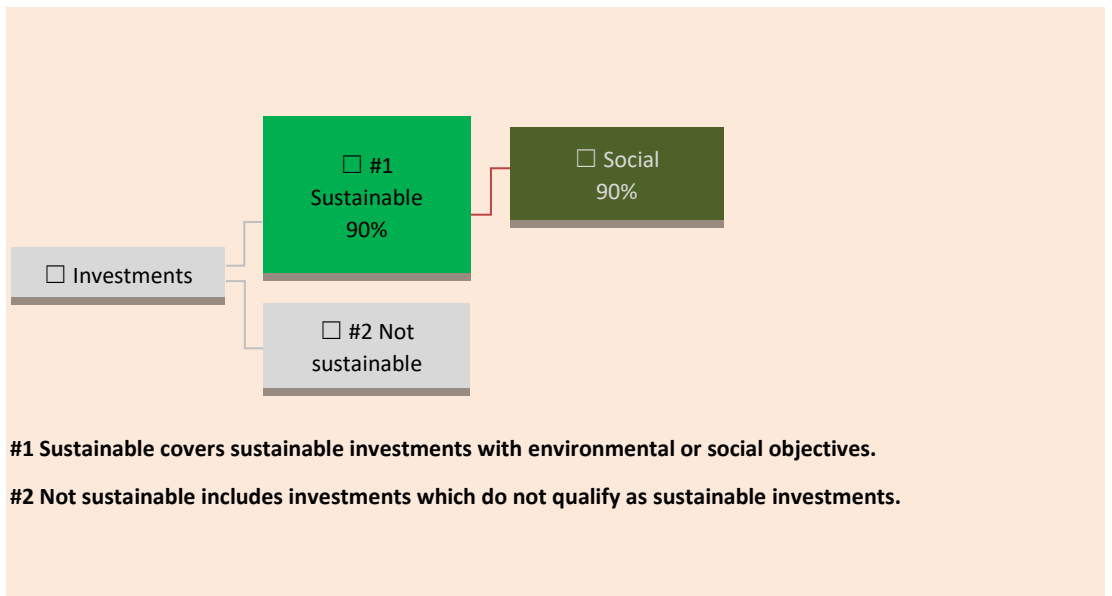 ☐ #1
Sustainable
90%
☐ Social
90%
☐ Investments
☐ #2 Not
sustainable
#1 Sustainable covers sustainable investments with environmental or social objectives.
#2 Not sustainable includes investments which do not qualify as sustainable investments.